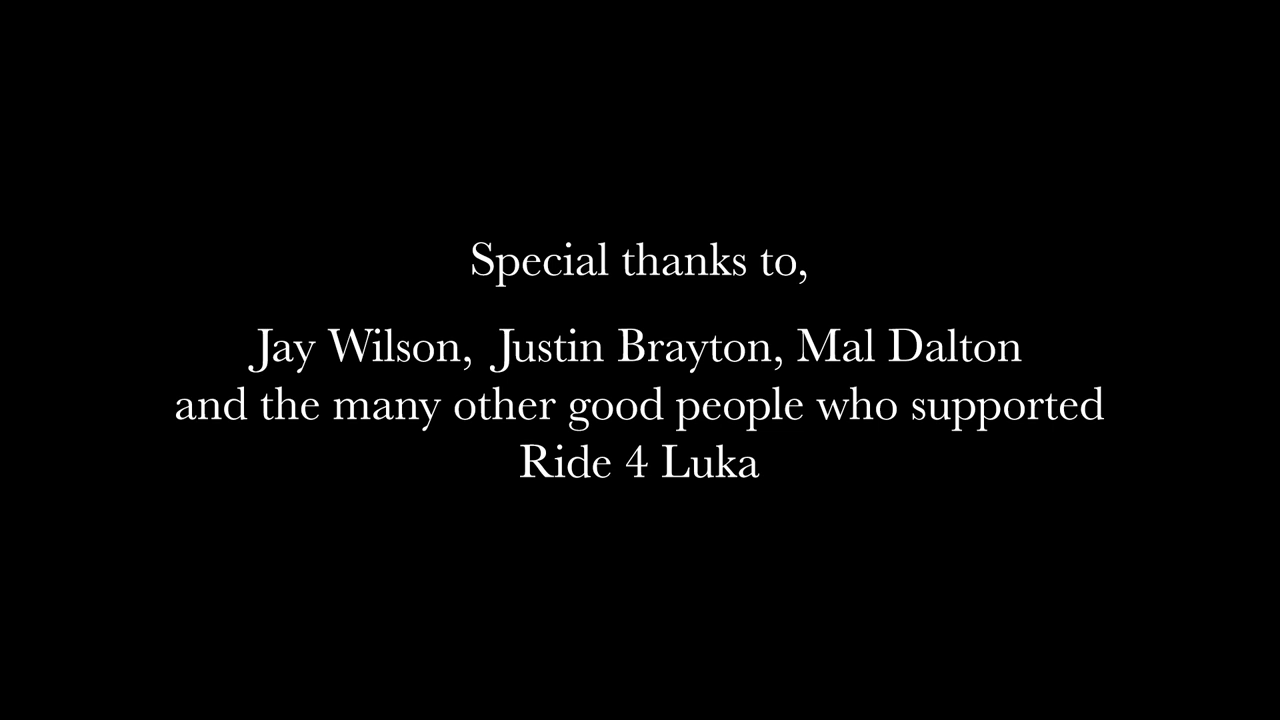 Special thanks to,
Jay Wilson,  Justin Brayton, Mal Dalton
and the many other good people who supported
Ride 4 Luka